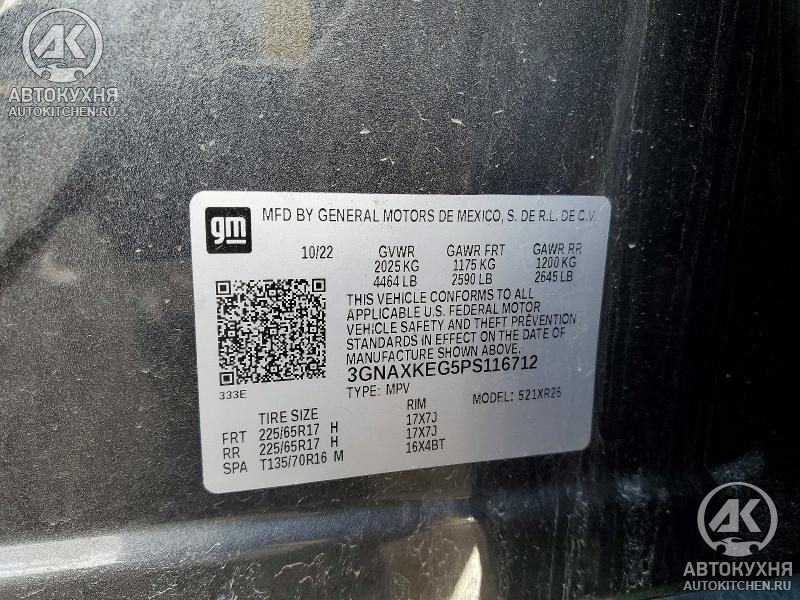 AK
АВТОКУХНЯ
AUTOKITCHEN.RU
gm
MFD BY GENERAL MOTORS DE MEXICO, S. DE R.L. DE C.V.
10/22 GVWR GAWR FRT GAWR RR
2025 KG 1175 KG 1200 KG
4464 LB 2590 LB 2645 LB
THIS VEHICLE CONFORMS TO ALL
APPLICABLE U.S. FEDERAL MOTOR
VEHICLE SAFETY AND THEFT PREVENTION
STANDARDS IN EFFECT ON THE DATE OF
MANUFACTURE SHOWN ABOVE.
3GNAXKEG5PS116712
333E TYPE: MPV MODEL: 521XR26
TIRE SIZE RIM
FRT 225/65R17 H 17X7J
RR 225/65R17 H 17X7J
SPA T135/70R16 M 16X4BT
AK
АВТОКУХНЯ
AUTOKITCHEN.RU